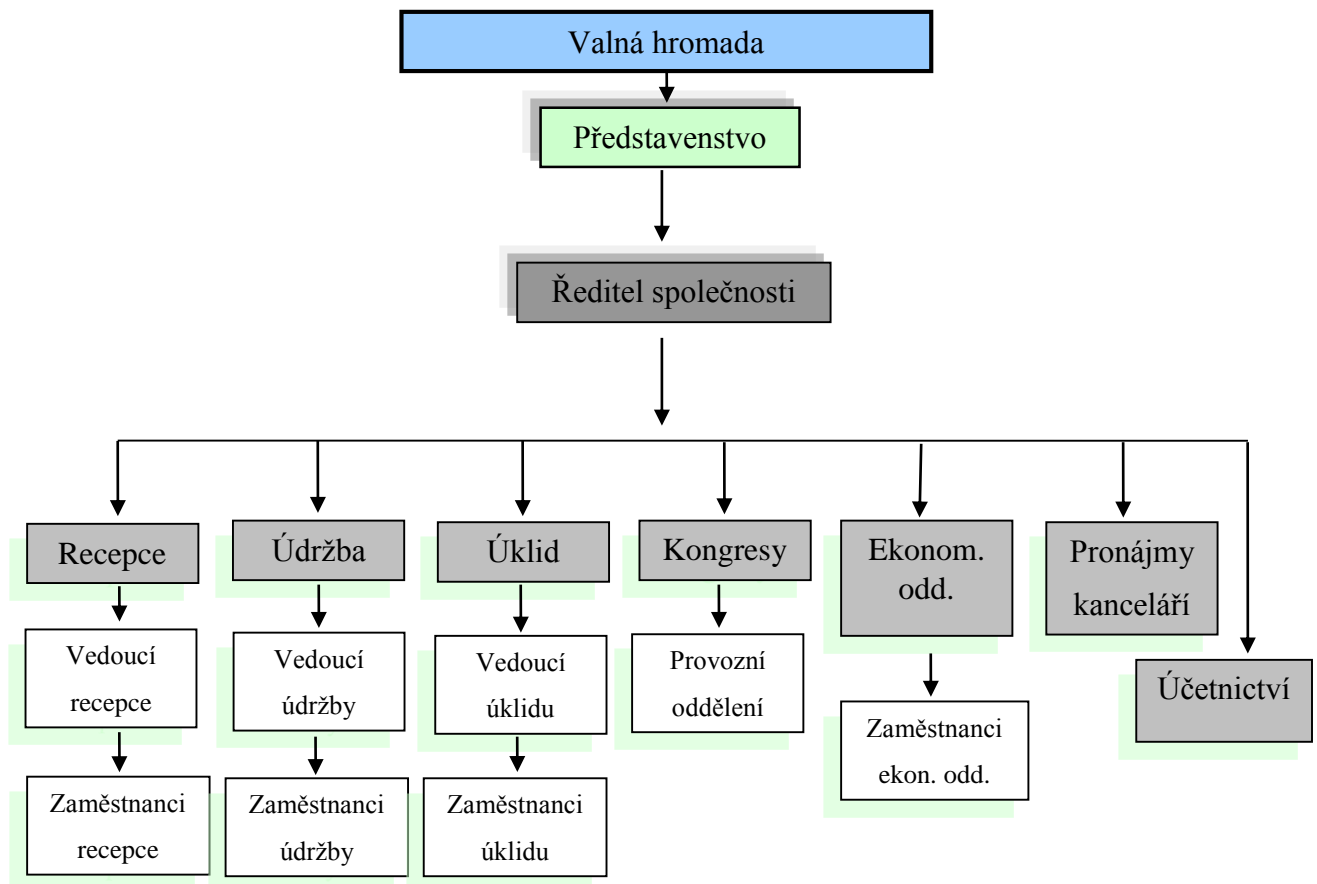 Valná hromada
Představenstvo
Ředitel společnosti
Recepce
Údržba
Úklid
Kongresy
Ekonom.
odd.
Pronájmy
kanceláří
Účetnictví
Vedoucí
recepce
Vedoucí
údržby
Vedoucí
úklidu
Provozní
oddělení
Zaměstnanci
ekon. odd.
Zaměstnanci
recepce
Zaměstnanci
údržby
Zaměstnanci
úklidu